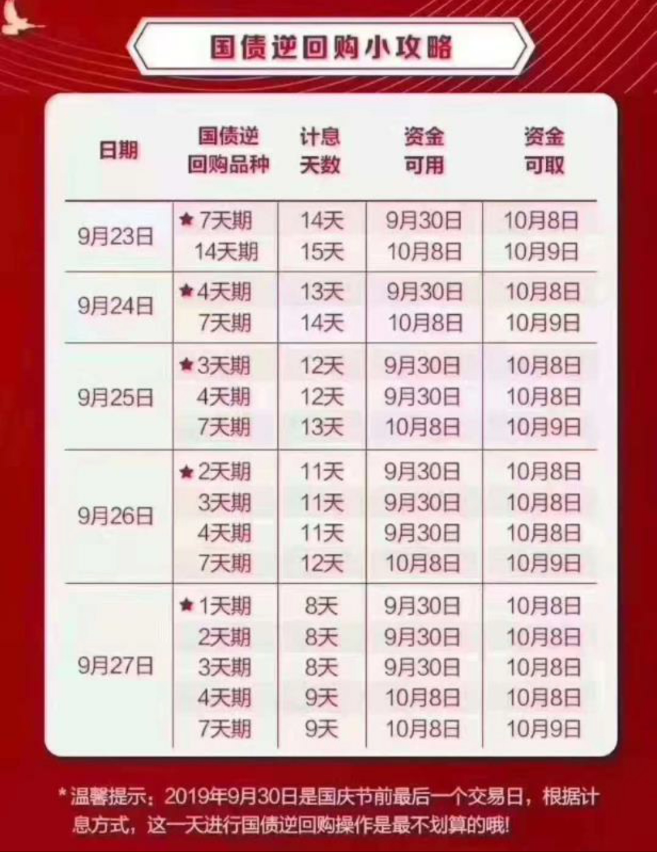 国债逆回购小攻略
日期 国债逆回购品种 计息天数 资金可用 资金可取
9月23日 ★7天期 14天 9月30日 10月8日
14天期 15天 10月8日 10月9日
9月24日 ★4天期 13天 9月30日 10月8日
7天期 14天 10月8日 10月9日
9月25日 ★3天期 12天 9月30日 10月8日
4天期 12天 9月30日 10月8日
7天期 13天 10月8日 10月9日
9月26日 ★2天期 11天 9月30日 10月8日
3天期 11天 9月30日 10月8日
4天期 11天 9月30日 10月8日
7天期 12天 10月8日 10月9日
9月27日 ★1天期 8天 9月30日 10月8日
2天期 8天 9月30日 10月8日
3天期 8天 9月30日 10月8日
4天期 9天 10月8日 10月8日
7天期 9天 10月8日 10月9日
*温馨提示：2019年9月30日是国庆节前最后一个交易日，根据计
息方式，这一天进行国债逆回购操作是最不划算的哦!